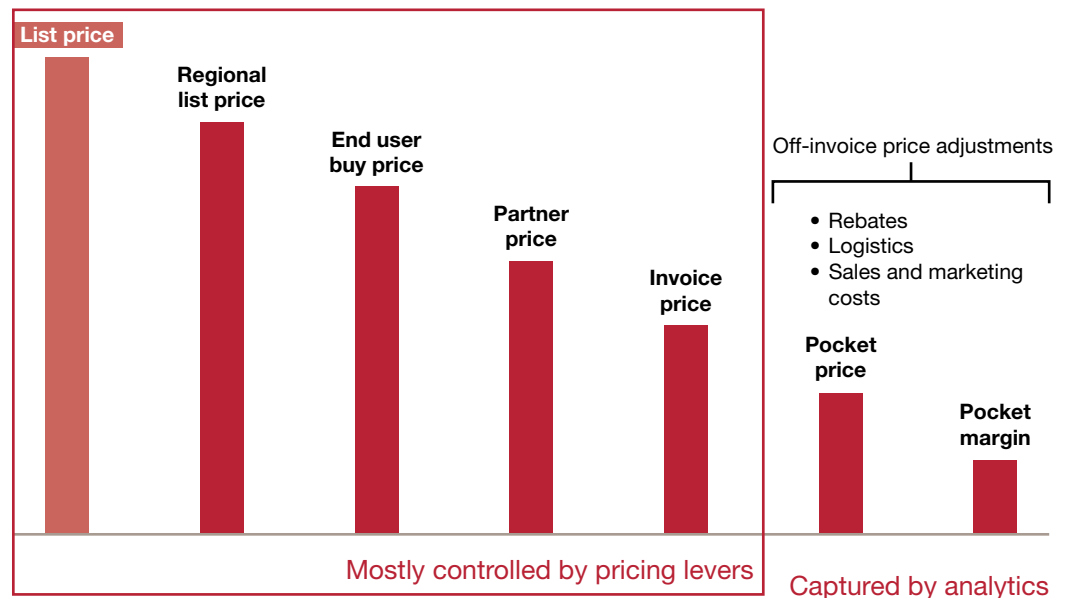 List price
Regional
list price
End user
buy price
Partner
price
Invoice
price
Off-invoice price adjustments
• Rebates
• Logistics
• Sales and marketing
costs
Pocket
price
Pocket
margin
Mostly controlled by pricing levers
Captured by analytics